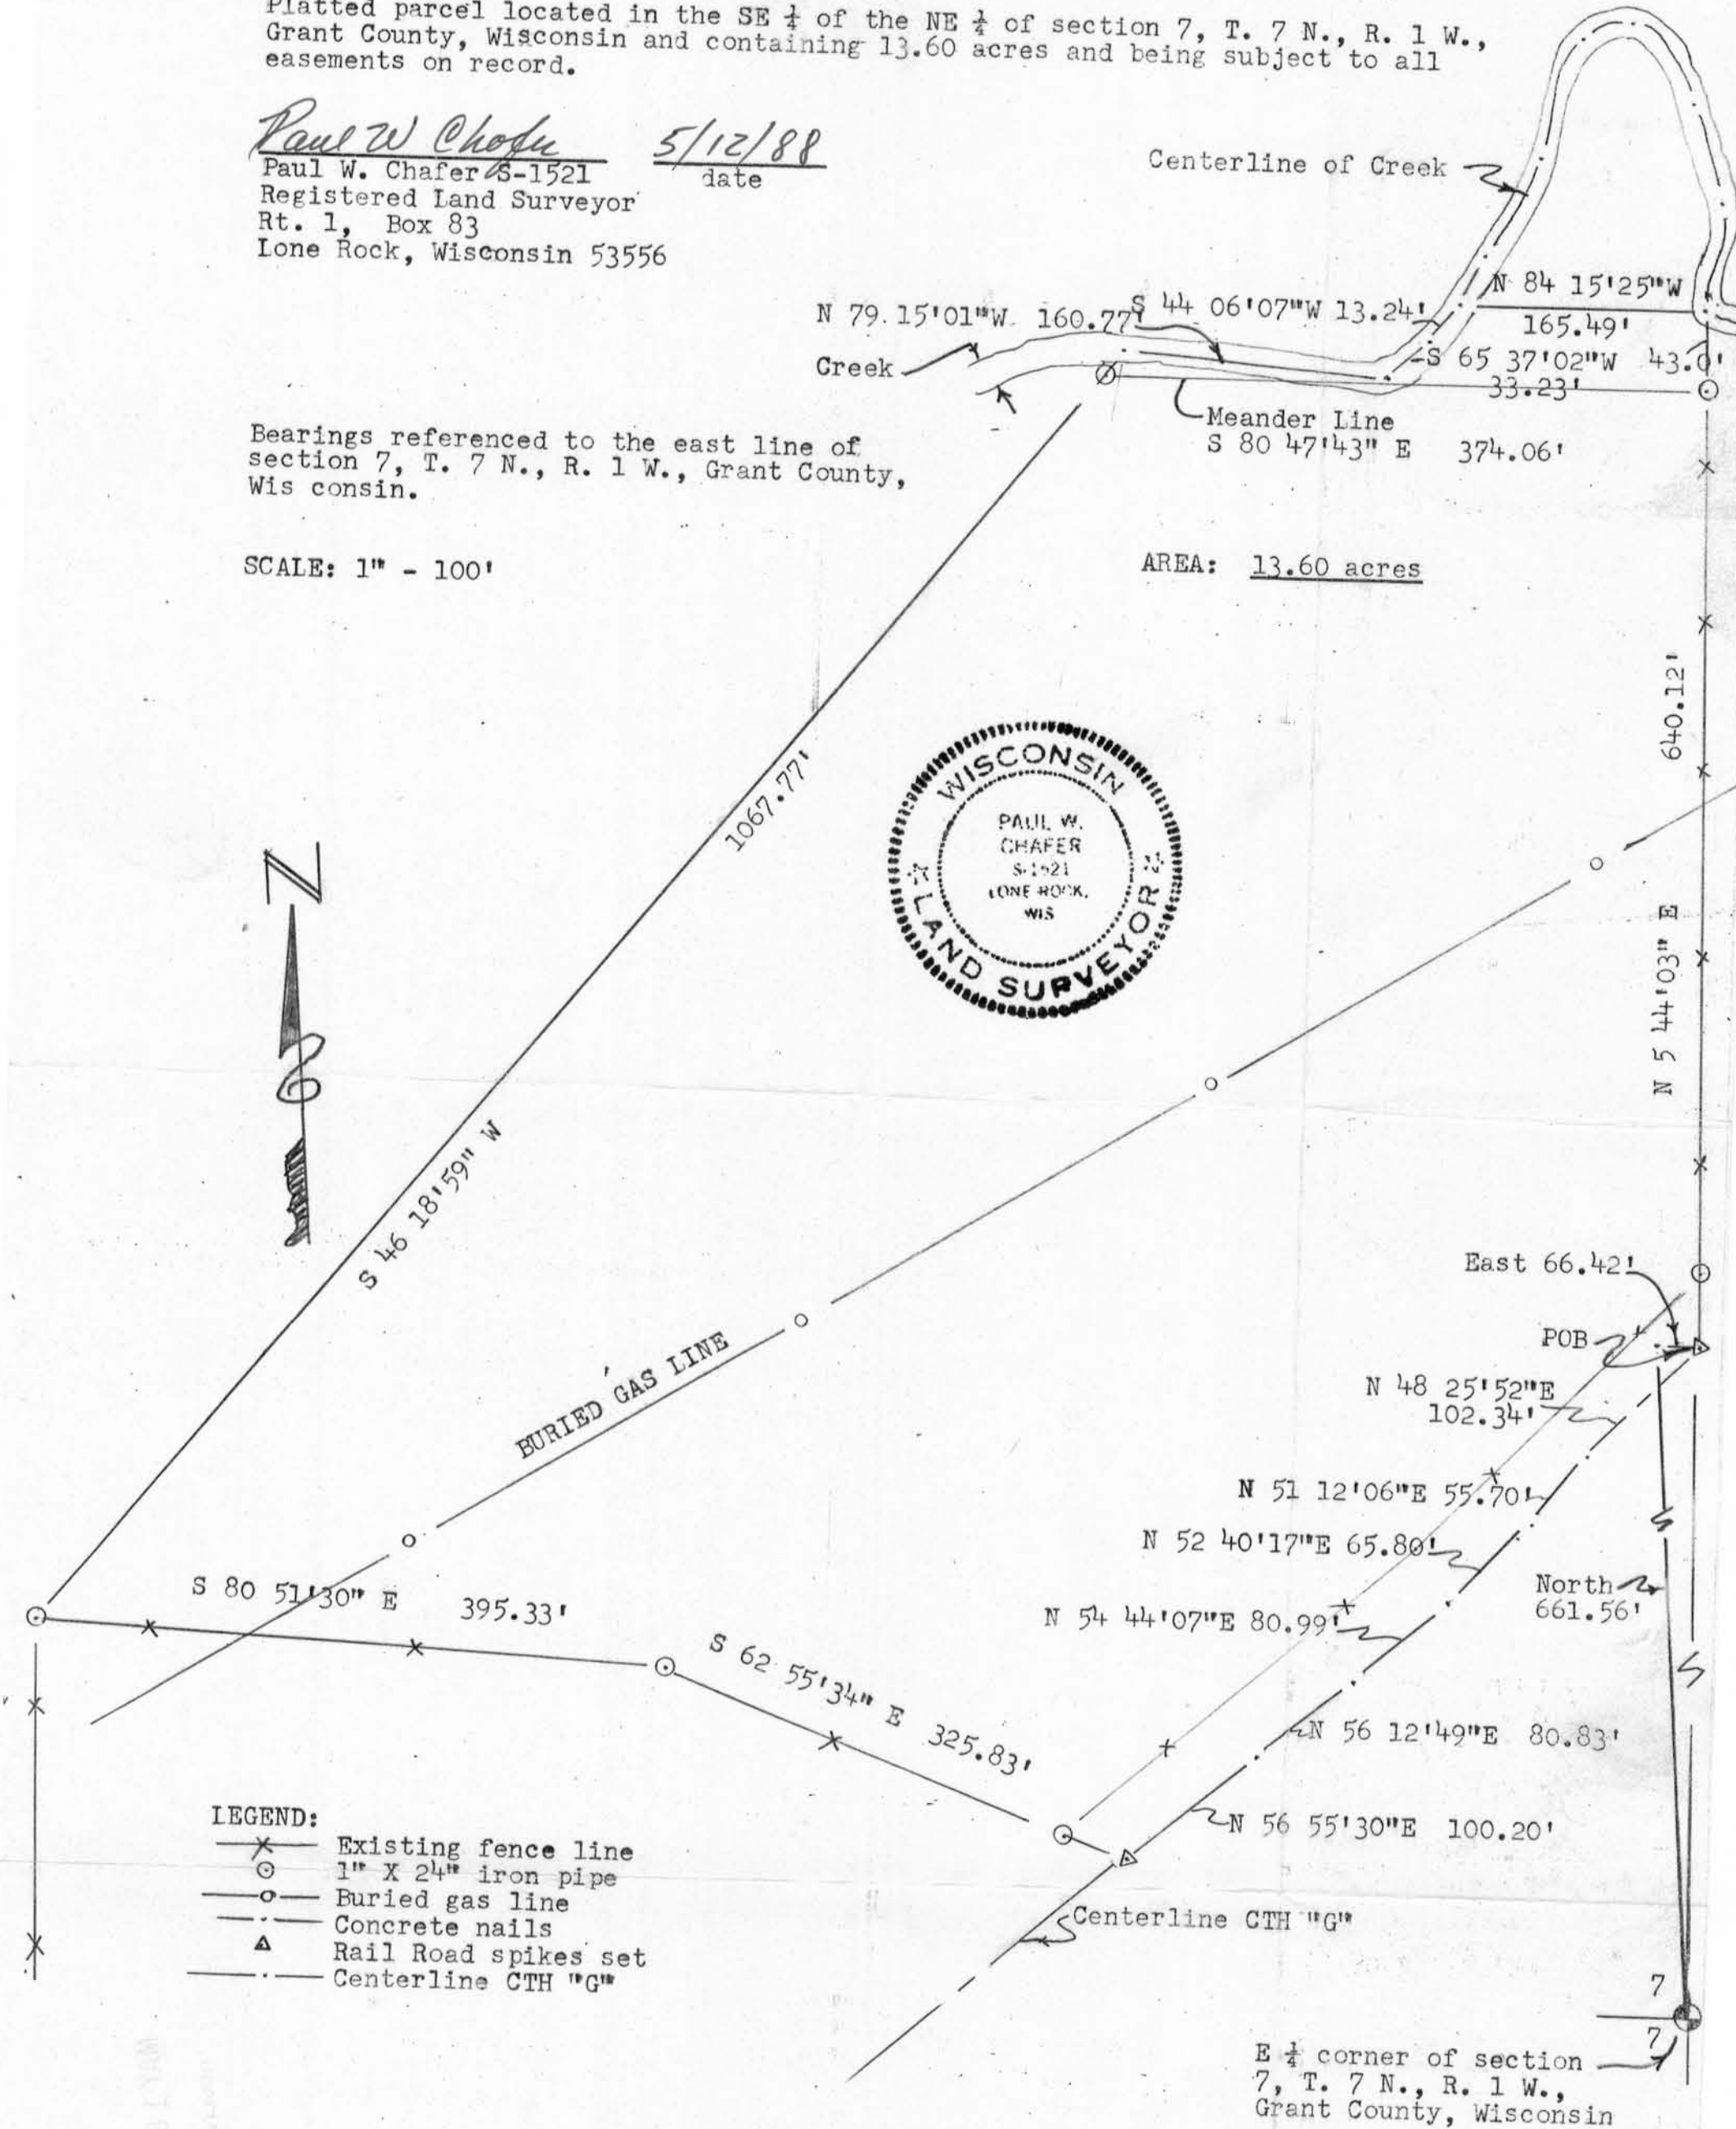 Platted parcel located in the SE ¼ of the NE ¼ of section 7, T. 7 N., R. 1 W.,
Grant County, Wisconsin and containing 13.60 acres and being subject to all
easements on record.
Paul W Chafer 5/12/88
Paul W. Chafer S-1521 date
Registered Land Surveyor
Rt. 1, Box 83
Lone Rock, Wisconsin 53556
Centerline of Creek
N 84 15'25"W
165.49'
N 79 15'01"W 160.77'
S 44 06'07"W 13.24'
S 65 37'02"W
33.23'
43.0'
Creek
Meander Line
S 80 47'43" E 374.06'
Bearings referenced to the east line of
section 7, T. 7 N., R. 1 W., Grant County,
Wis consin.
SCALE: 1" - 100'
AREA: 13.60 acres
640.12'
N 5 44'03" E
1067.77'
S 46 18'59" W
WISCONSIN
PAUL W.
CHAFER
S-1521
LONE ROCK,
WIS
LAND SURVEYOR
N
BURIED GAS LINE
East 66.42'
POB
N 48 25'52"E
102.34'
N 51 12'06"E 55.70'
N 52 40'17"E 65.80'
N 54 44'07"E 80.99'
North
661.56'
N 56 12'49"E 80.83'
N 56 55'30"E 100.20'
S 80 51'30" E 395.33'
S 62 55'34" E 325.83'
LEGEND:
Existing fence line
1" X 24" iron pipe
Buried gas line
Concrete nails
Rail Road spikes set
Centerline CTH "G"
Centerline CTH "G"
7
7
E ¼ corner of section
7, T. 7 N., R. 1 W.,
Grant County, Wisconsin